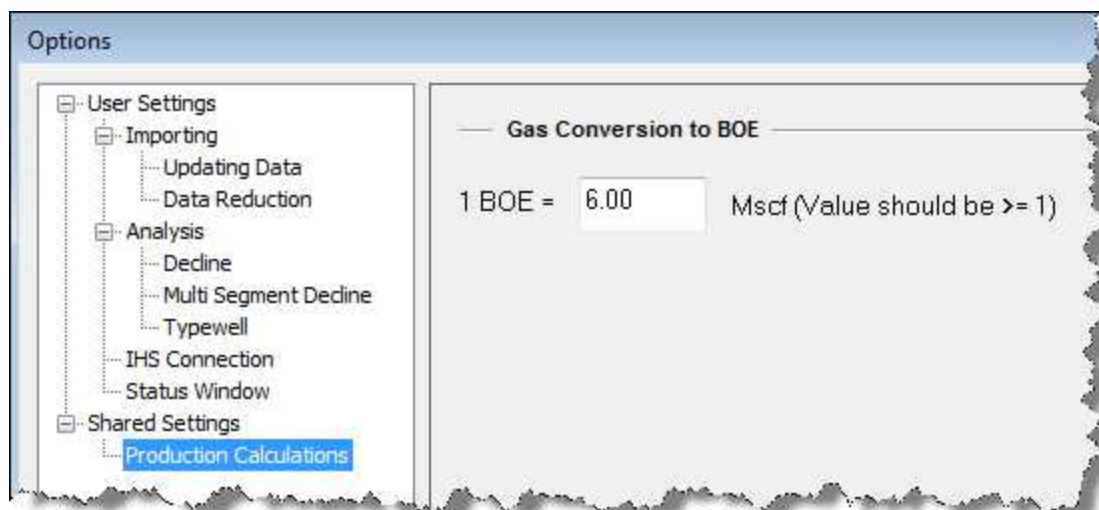 Options
User Settings
Importing
Updating Data
Data Reduction
Analysis
Decline
Multi Segment Decline
Typewell
IHS Connection
Status Window
Shared Settings
Production Calculations
Gas Conversion to BOE
1 BOE = 6.00 Mscf (Value should be >= 1)